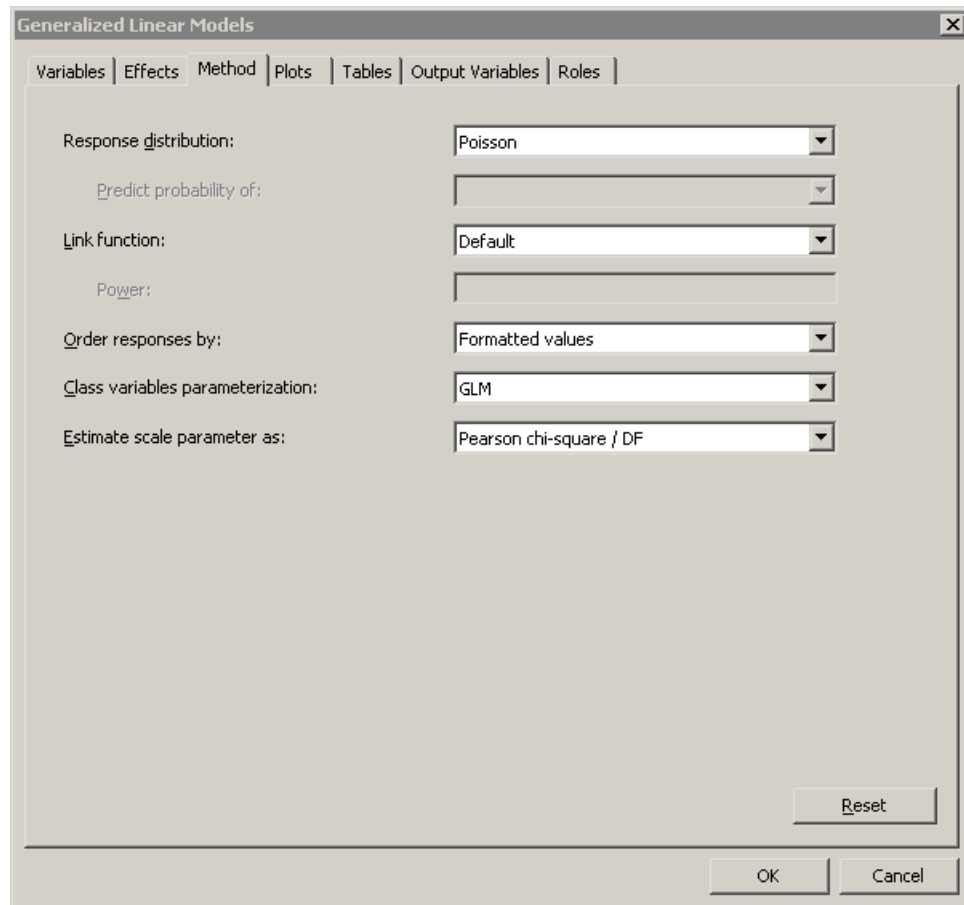 Generalized Linear Models
Variables Effects Method Plots Tables Output Variables Roles
Response distribution: Poisson
Predict probability of:
Link function: Default
Power:
Order responses by: Formatted values
Class variables parameterization: GLM
Estimate scale parameter as: Pearson chi-square / DF
Reset
OK Cancel